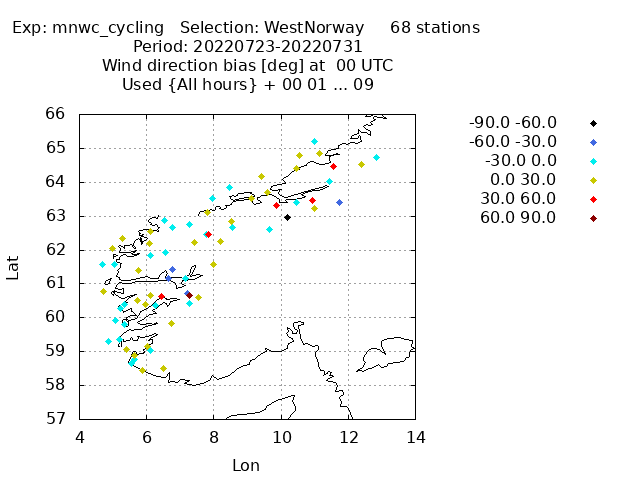 Exp: mnwc_cycling   Selection: WestNorway     68 stations
Period: 20220723-20220731
Wind direction bias [deg] at  00 UTC
Used {All hours} + 00 01 ... 09
-90.0 -60.0
-60.0 -30.0
-30.0 0.0
0.0 30.0
30.0 60.0
60.0 90.0
66
65
64
63
62
61
60
59
58
57
Lat
4 6 8 10 12 14
Lon